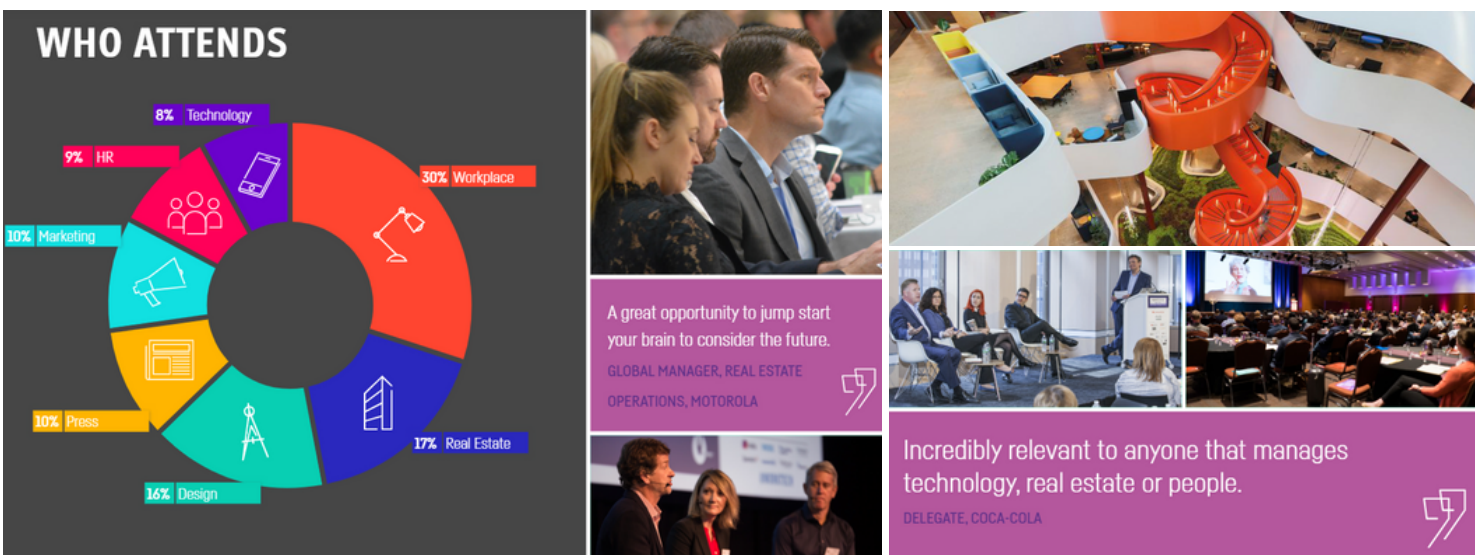 WHO ATTENDS
8% Technology
9% HR
30% Workplace
10% Marketing
10% Press
17% Real Estate
16% Design
A great opportunity to jump start
your brain to consider the future.
GLOBAL MANAGER, REAL ESTATE
OPERATIONS, MOTOROLA
Incredibly relevant to anyone that manages
technology, real estate or people.
DELEGATE, COCA-COLA